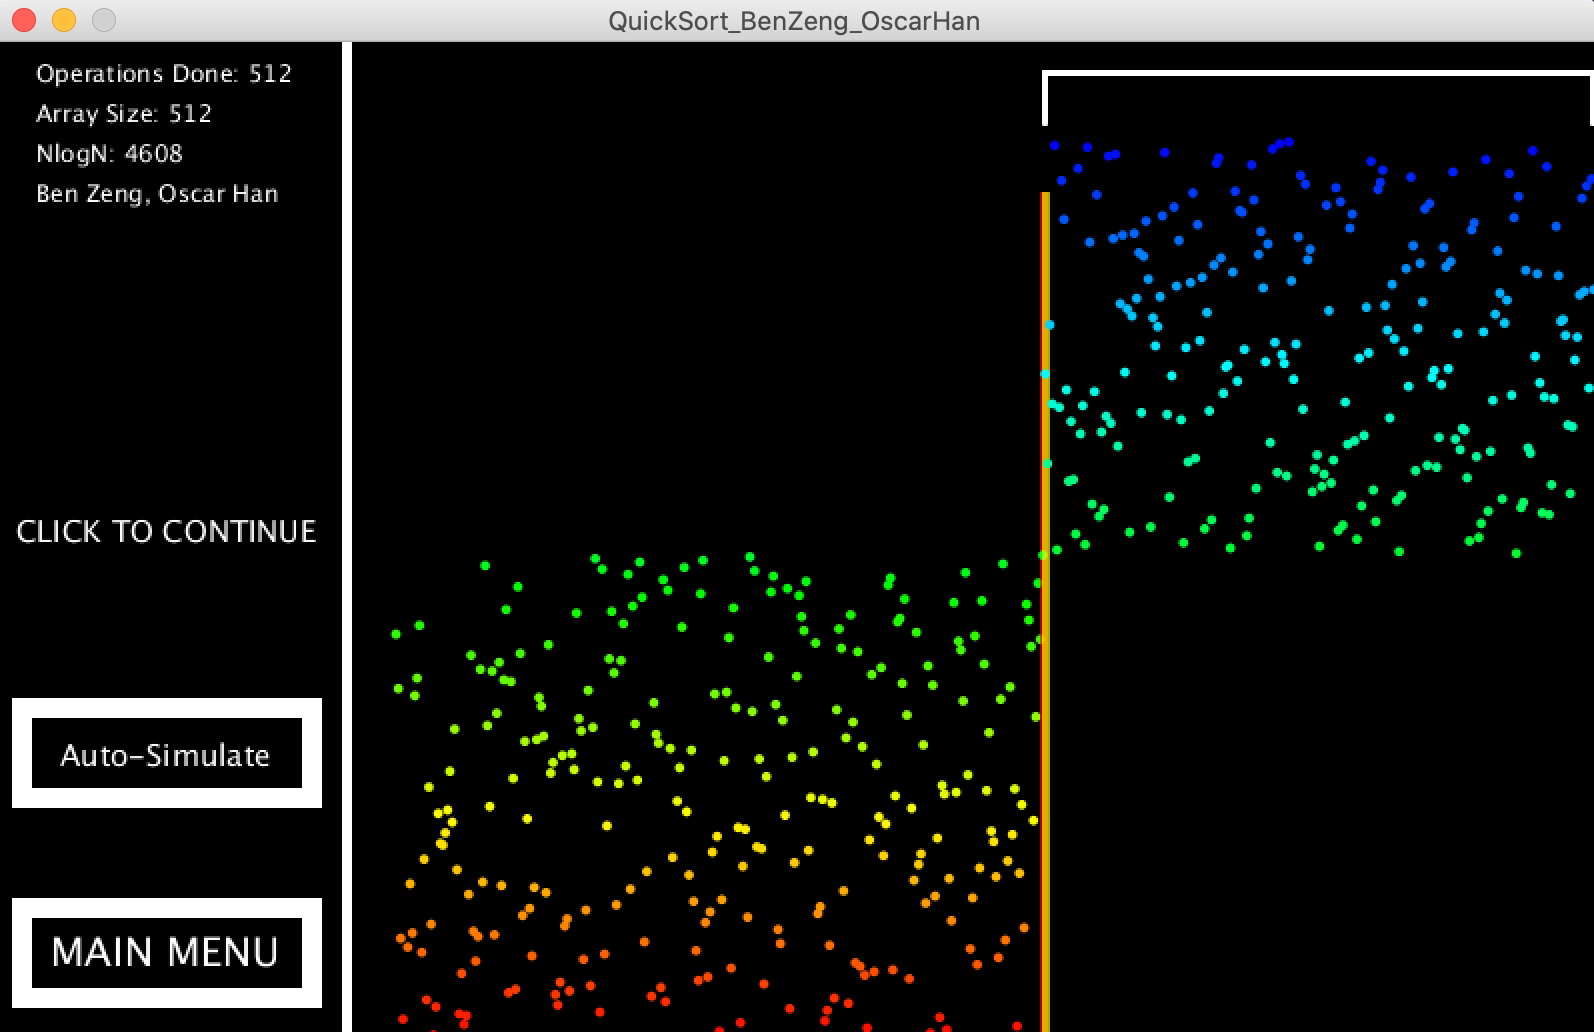 QuickSort_BenZeng_OscarHan
Operations Done: 512
Array Size: 512
NlogN: 4608
Ben Zeng, Oscar Han
CLICK TO CONTINUE
Auto-Simulate
MAIN MENU